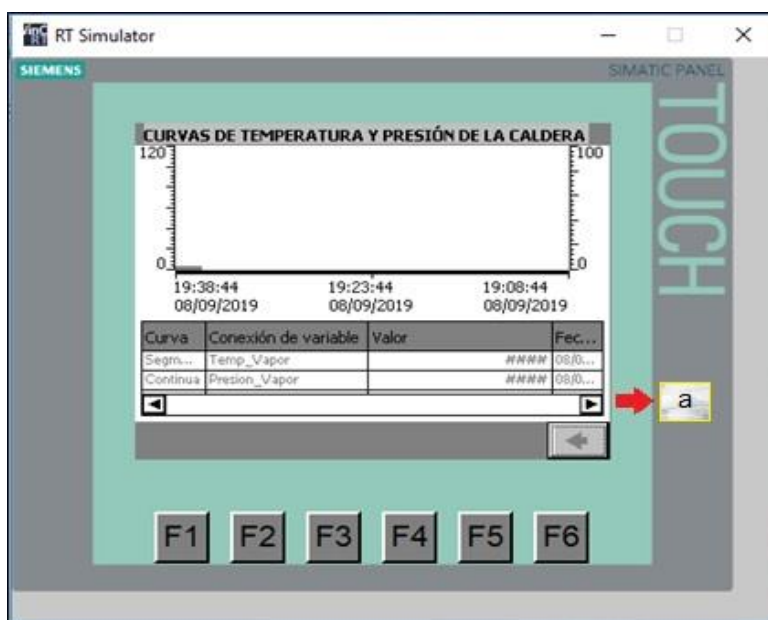 RT Simulator
SIEMENS
SIMATIC PANEL
TOUCH
CURVAS DE TEMPERATURA Y PRESIÓN DE LA CALDERA
120 100
0 0
19:38:44 19:23:44 19:08:44
08/09/2019 08/09/2019 08/09/2019
Curva Conexión de variable Valor Fec...
Segm... Temp_Vapor #### 08/0...
Continua Presion_Vapor #### 08/0...
a
F1 F2 F3 F4 F5 F6